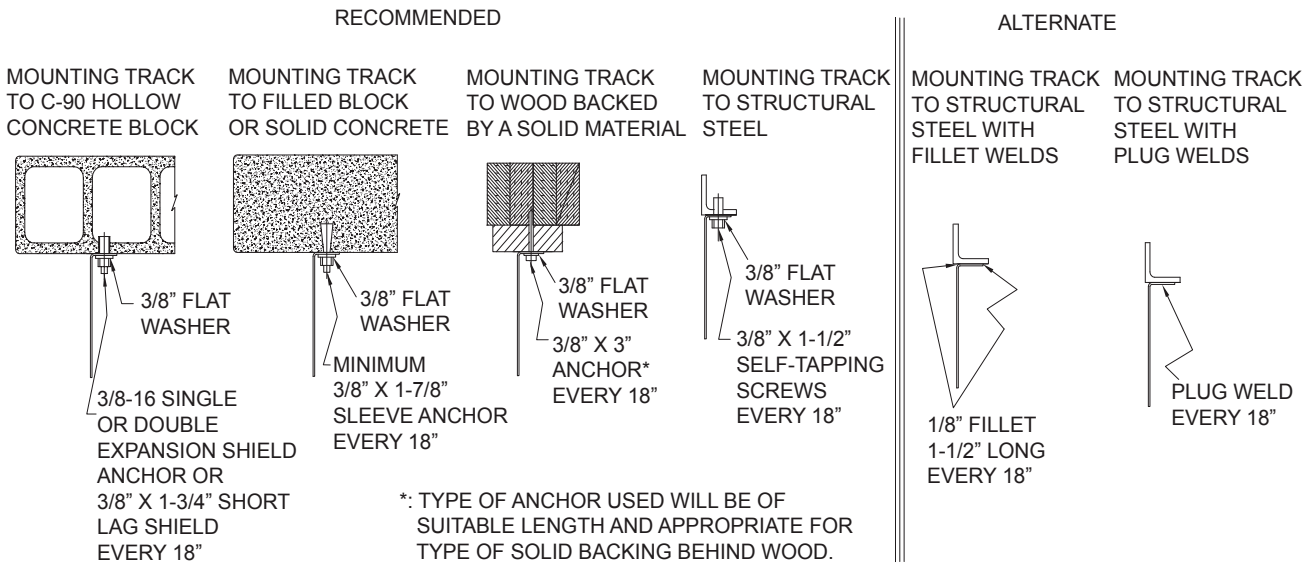 RECOMMENDED
MOUNTING TRACK
TO C-90 HOLLOW
CONCRETE BLOCK
3/8” FLAT
WASHER
3/8-16 SINGLE
OR DOUBLE
EXPANSION SHIELD
ANCHOR OR
3/8” X 1-3/4” SHORT
LAG SHIELD
EVERY 18”
MOUNTING TRACK
TO FILLED BLOCK
OR SOLID CONCRETE
3/8” FLAT
WASHER
MINIMUM
3/8” X 1-7/8”
SLEEVE ANCHOR
EVERY 18”
MOUNTING TRACK
TO WOOD BACKED
BY A SOLID MATERIAL
3/8” FLAT
WASHER
3/8” X 3”
ANCHOR*
EVERY 18”
MOUNTING TRACK
TO STRUCTURAL
STEEL
3/8” FLAT
WASHER
3/8” X 1-1/2”
SELF-TAPPING
SCREWS
EVERY 18”
*: TYPE OF ANCHOR USED WILL BE OF
SUITABLE LENGTH AND APPROPRIATE FOR
TYPE OF SOLID BACKING BEHIND WOOD.
ALTERNATE
MOUNTING TRACK
TO STRUCTURAL
STEEL WITH
FILLET WELDS
1/8” FILLET
1-1/2” LONG
EVERY 18”
MOUNTING TRACK
TO STRUCTURAL
STEEL WITH
PLUG WELDS
PLUG WELD
EVERY 18”